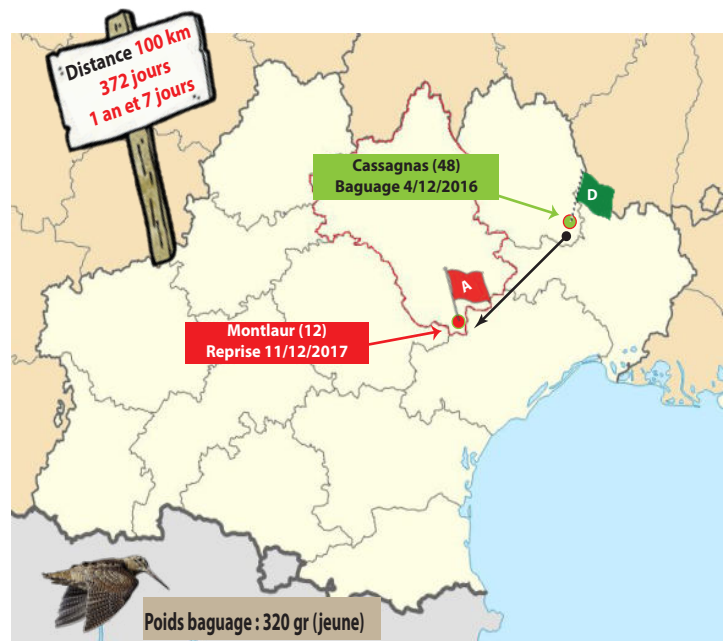 Distance 100 km
372 jours
1 an et 7 jours
Cassagnas (48)
Baguage 4/12/2016
D
A
Montlaur (12)
Reprise 11/12/2017
Poids baguage : 320 gr (jeune)